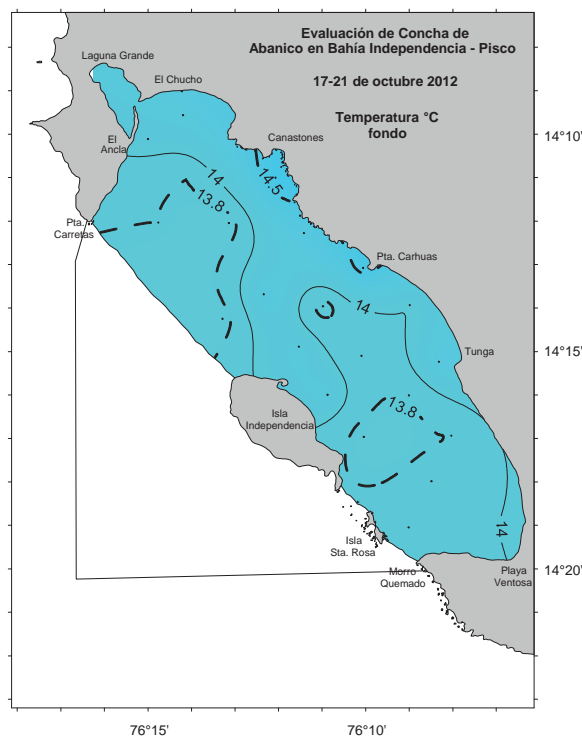 Evaluación de Concha de
Abanico en Bahía Independencia - Pisco
17-21 de octubre 2012
Temperatura °C
fondo
Laguna Grande
El Chucho
El
Ancla
Canastones
14°10'
14
14.5
13.8
Pta.
Carretas
Pta. Carhuas
14
Tunga
14°15'
Isla
Independencia
13.8
14
Isla
Sta. Rosa
Morro
Quemado
Playa
Ventosa
14°20'
76°15'
76°10'